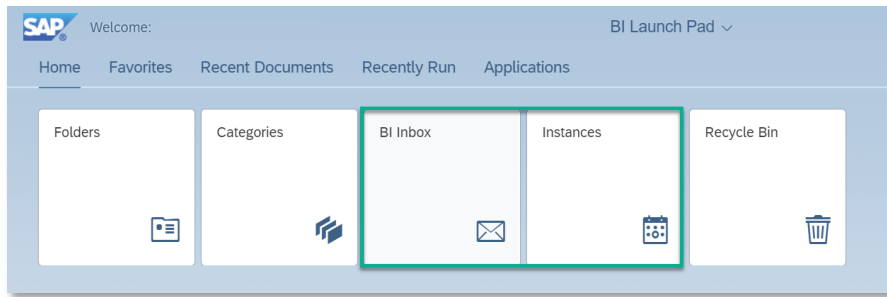 SAP® Welcome: BI Launch Pad
Home Favorites Recent Documents Recently Run Applications
Folders Categories BI Inbox Instances Recycle Bin